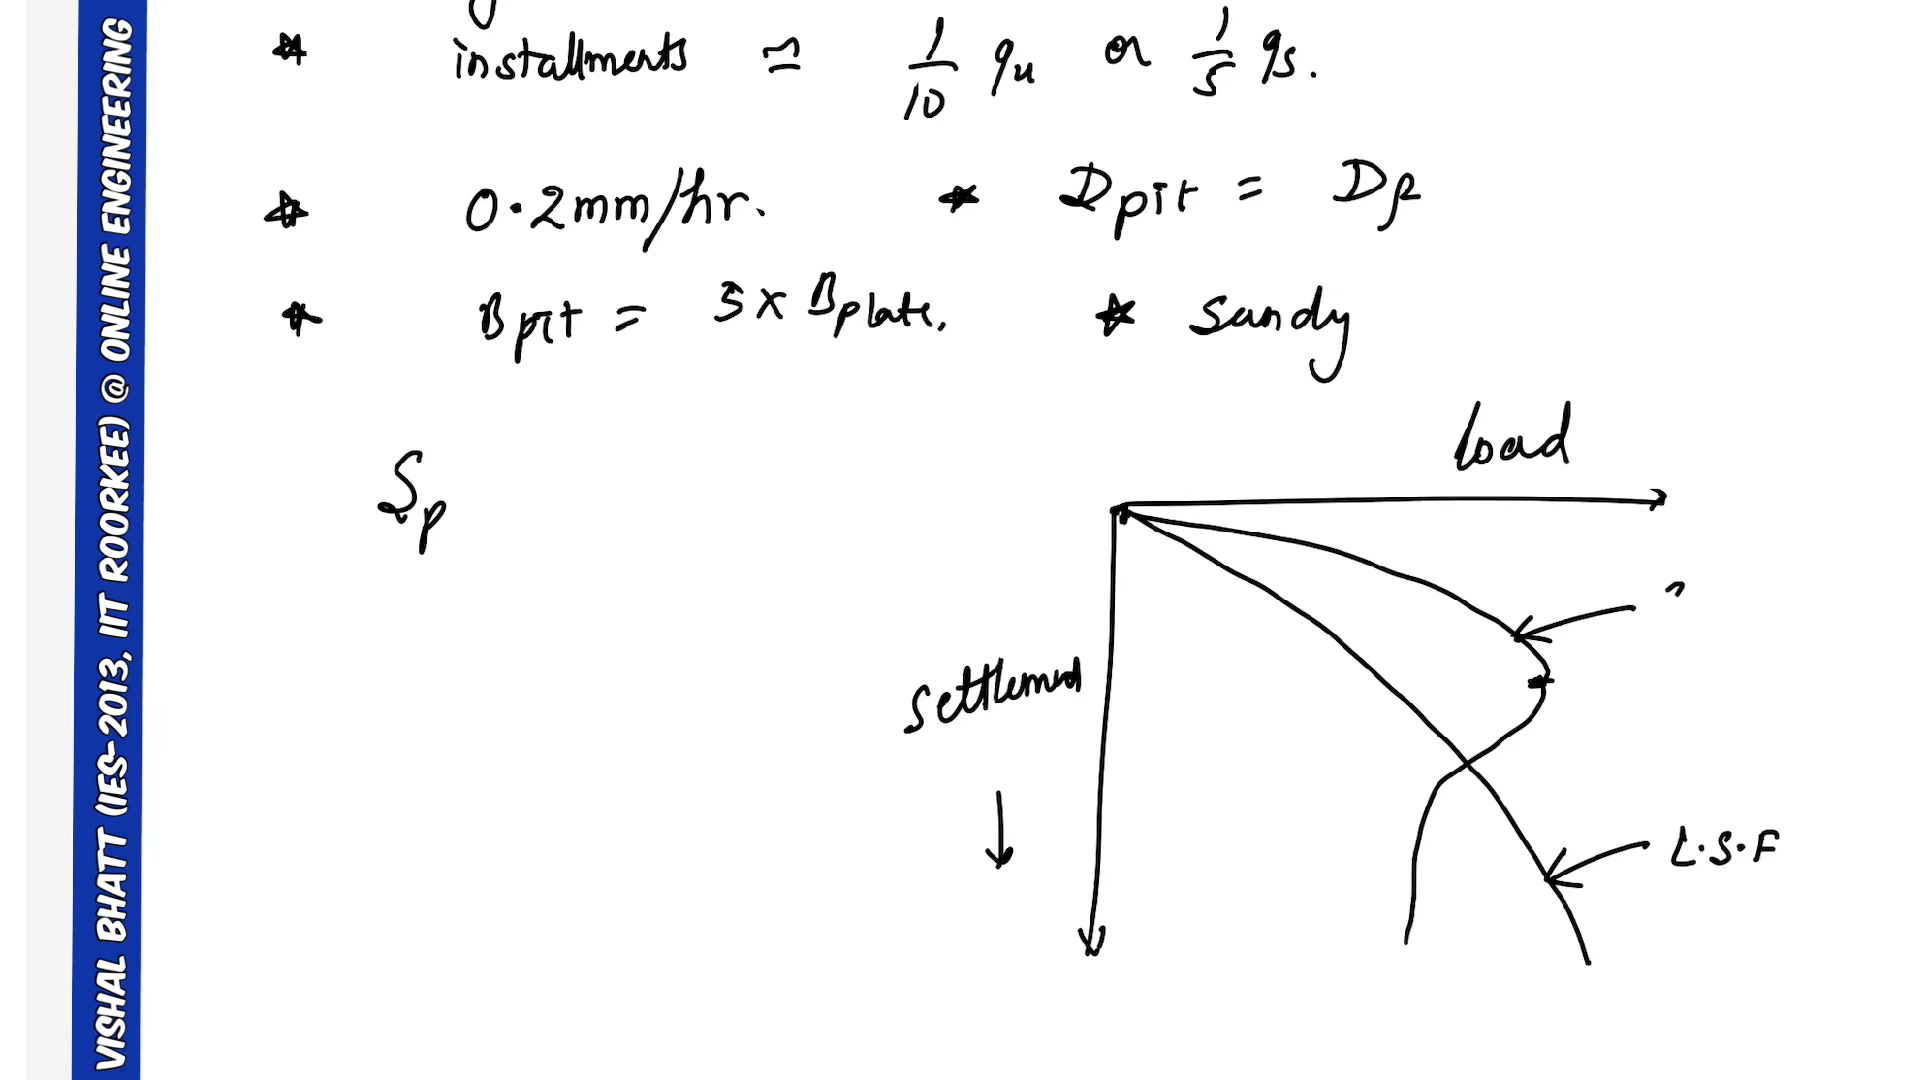 VISHAL BHATT (IES-2013, IIT ROORKEE) @ ONLINE ENGINEERING
* installments ≃ 1/10 qu or 1/5 qs.
* 0.2mm/hr. * Dpit = Df
* Bpit = 5 x Bplate. * Sandy
Sp
load
settlement
L.S.F